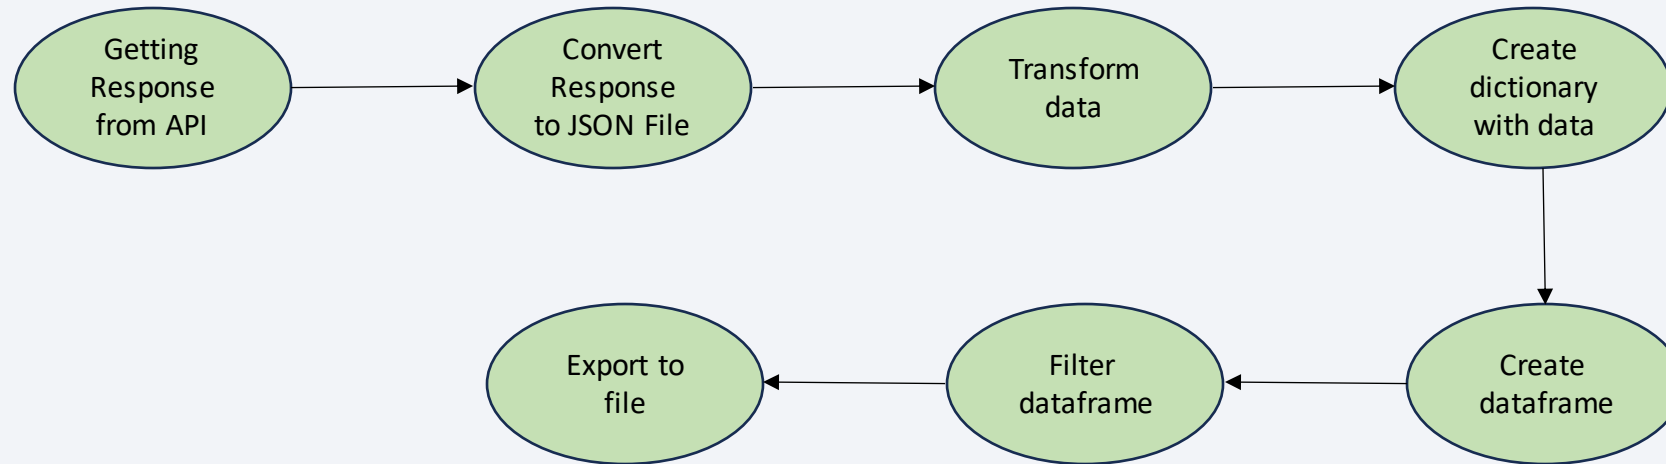 Getting
Response
from API
Convert
Response
to JSON File
Transform
data
Create
dictionary
with data
Create
dataframe
Filter
dataframe
Export to
file